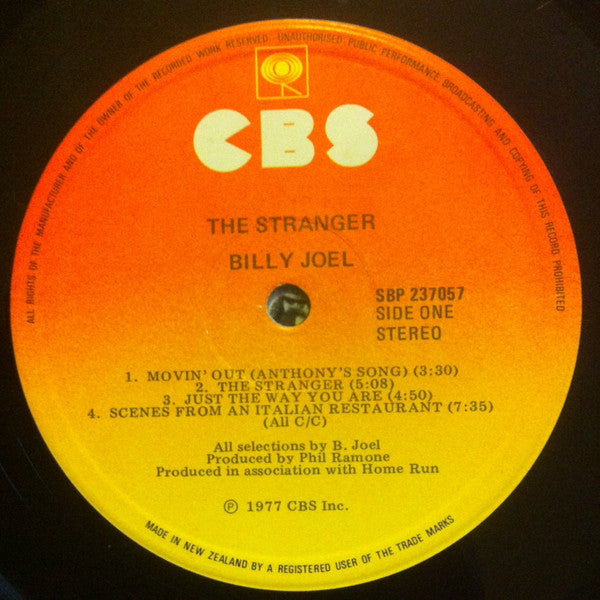 ALL RIGHTS OF THE MANUFACTURER AND OF THE OWNER OF THE RECORDED WORK RESERVED. UNAUTHORISED PUBLIC PERFORMANCE BROADCASTING AND COPYING OF THIS RECORD PROHIBITED
CBS
THE STRANGER
BILLY JOEL
SBP 237057
SIDE ONE
STEREO
1. MOVIN' OUT (ANTHONY'S SONG) (3:30)
2. THE STRANGER (5:08)
3. JUST THE WAY YOU ARE (4:50)
4. SCENES FROM AN ITALIAN RESTAURANT (7:35)
(All C/C)
All selections by B. Joel
Produced by Phil Ramone
Produced in association with Home Run
℗ 1977 CBS Inc.
MADE IN NEW ZEALAND BY A REGISTERED USER OF THE TRADE MARKS